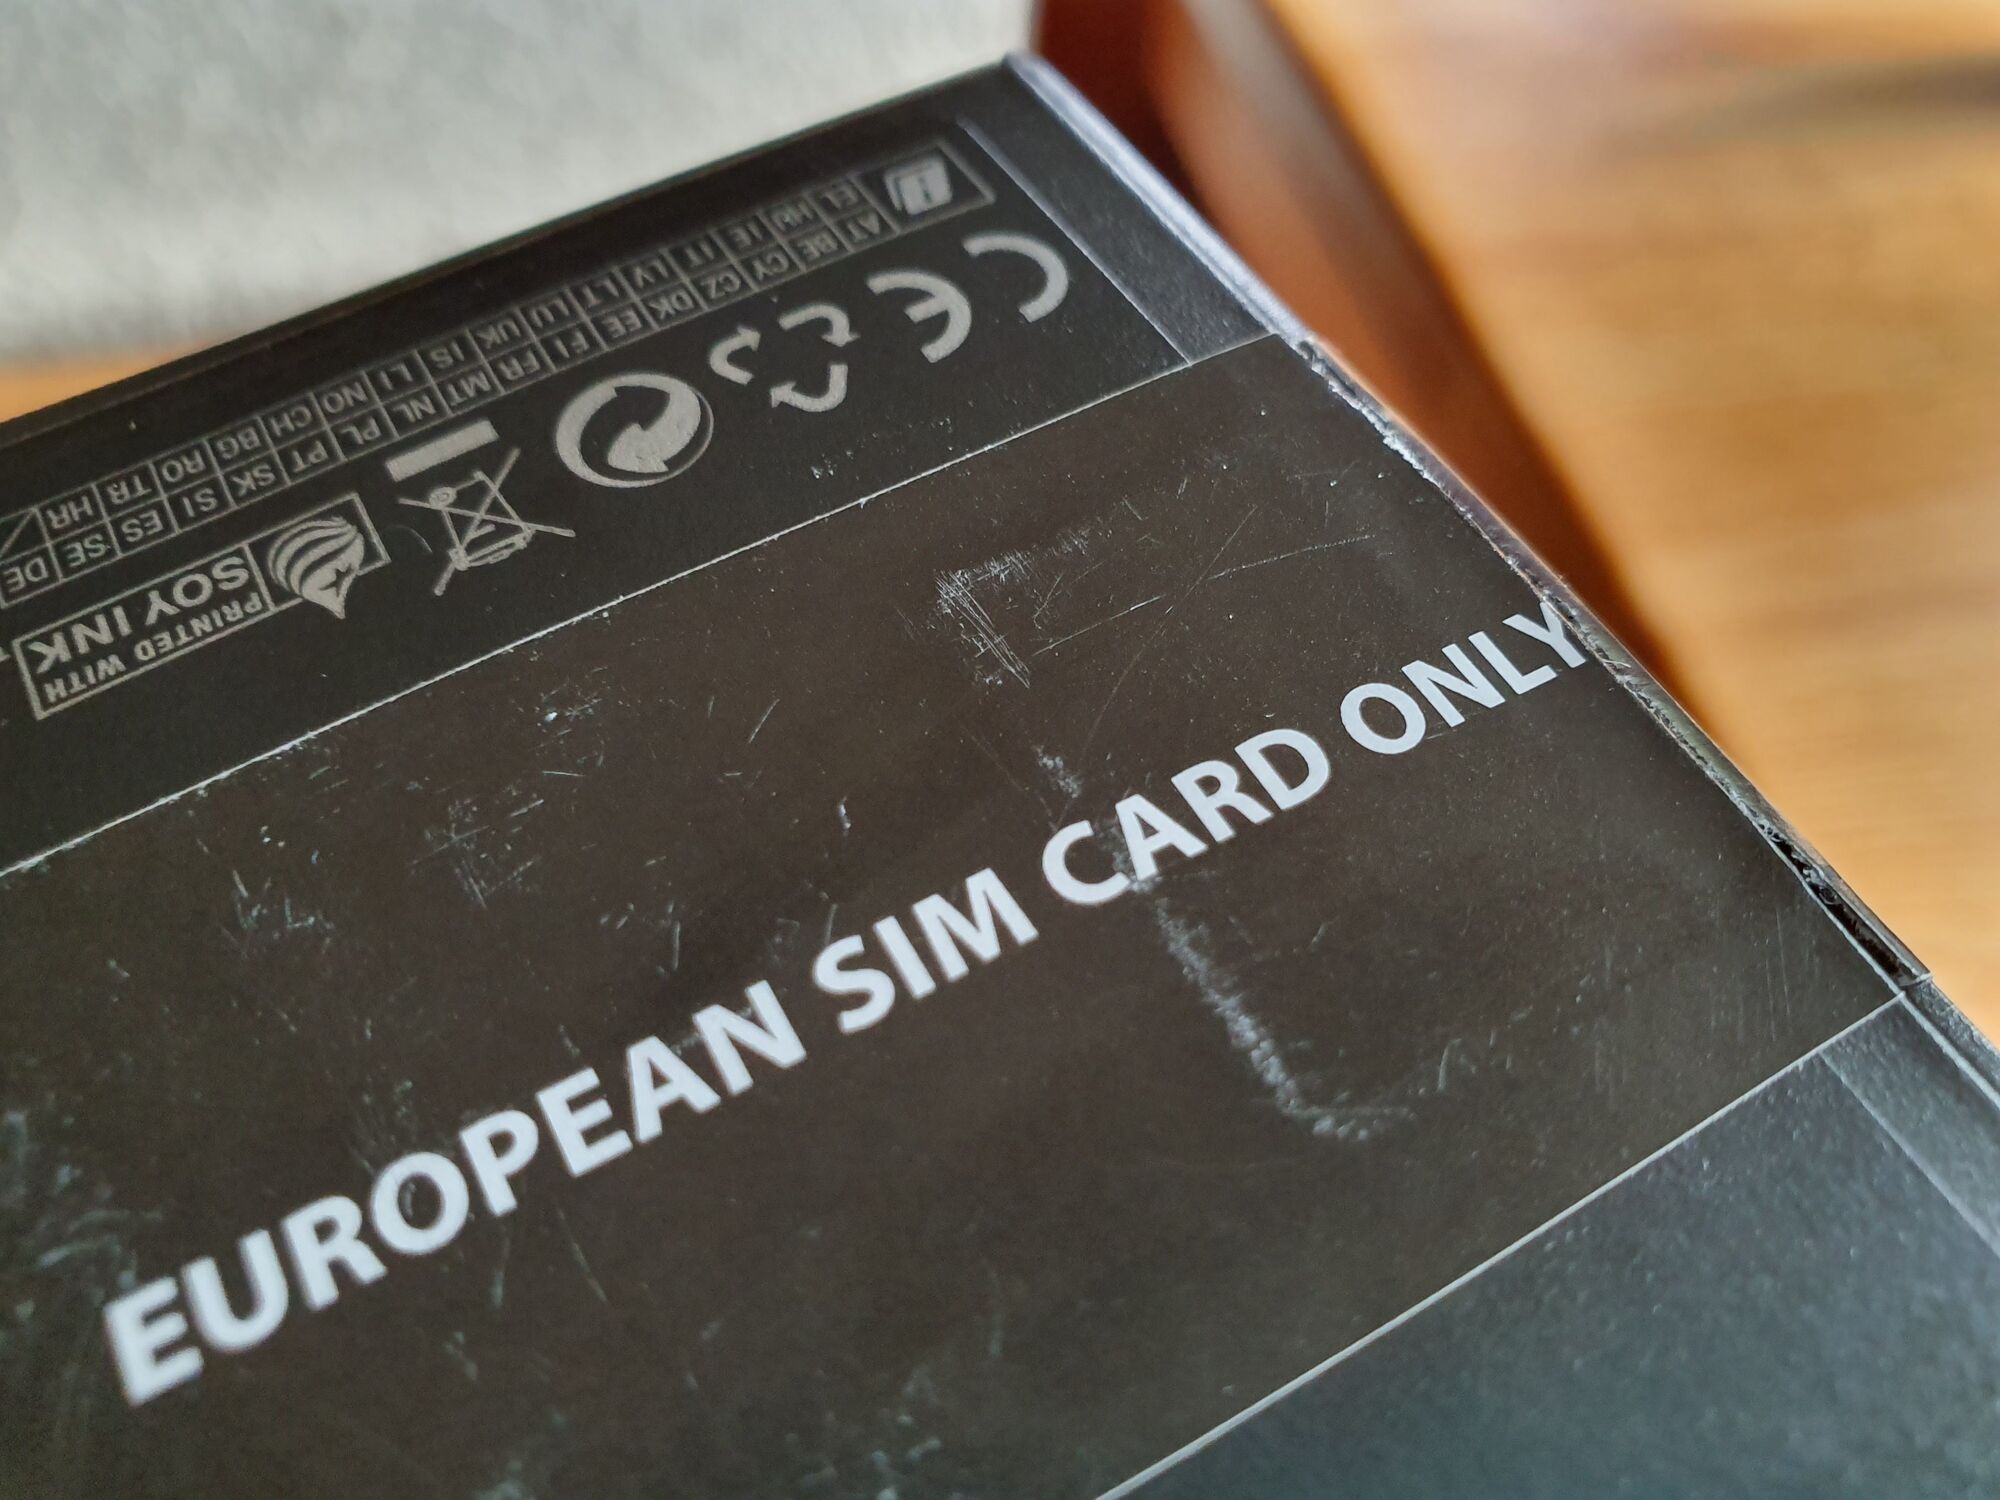 EUROPEAN SIM CARD ONLY
PRINTED WITH
SOY INK
CE
AT BE CY CZ DK EE FI FR MT NL PL PT SK SI ES SE DE
EL HU IE IT LV LT LU UK IS LI NO CH BG RO TR HR